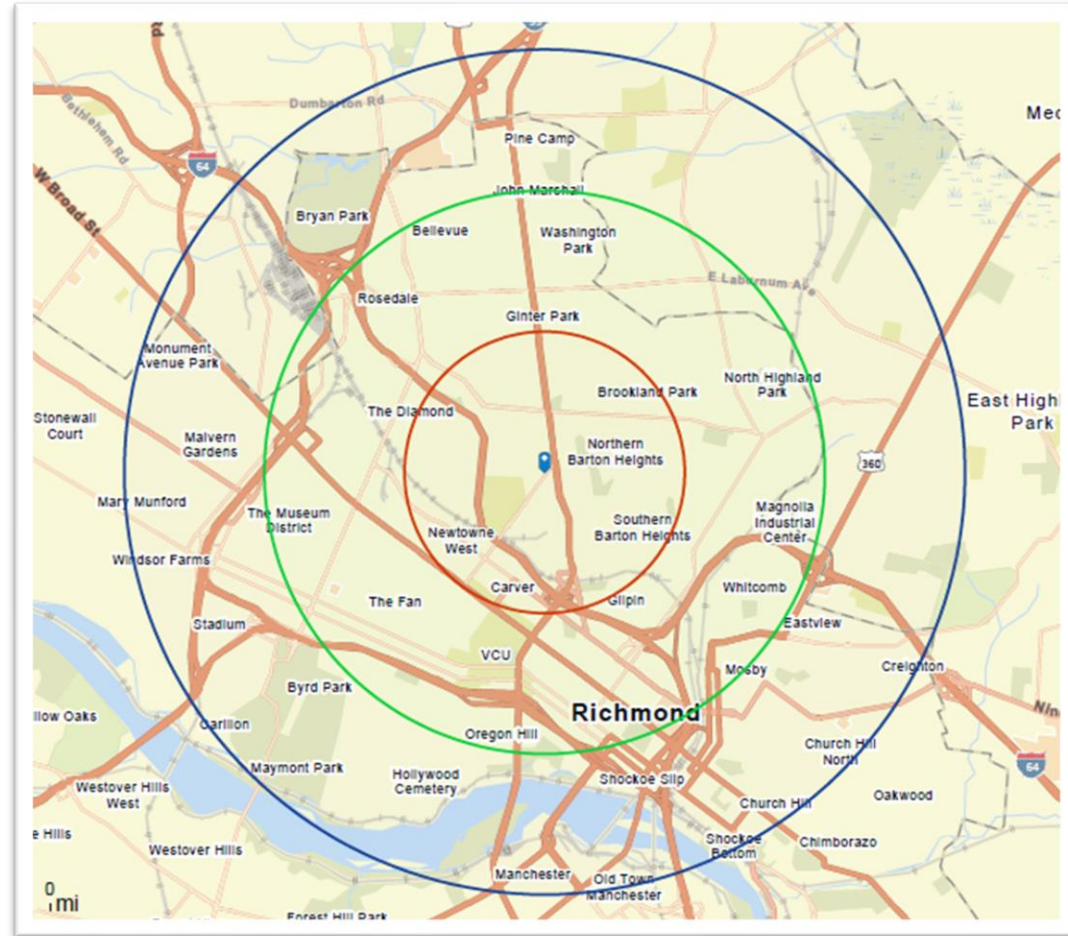 Dumbarton Rd
Bethlehem Rd
64
Pine Camp
W Broad St
John Marshall
Bryan Park
Bellevue
Washington
Park
E Laburnum Ave
Rosedale
Ginter Park
Monument
Avenue Park
North Highland
Park
Brookland Park
East High
Park
Stonewall
Court
The Diamond
Malvern
Gardens
Northern
Barton Heights
360
Mary Munford
The Museum
District
Magnolia
Industrial
Center
Southern
Barton Heights
Newtowne
West
Windsor Farms
Carver
Gilpin
Whitcomb
The Fan
Stadium
Eastview
VCU
Mosby
Creighton
Byrd Park
Richmond
llow Oaks
Carillon
Oregon Hill
Church Hill
North
64
Maymont Park
Hollywood
Cemetery
Shockoe Slip
Westover Hills
West
Church Hill
Oakwood
e Hills
Westover Hills
Shockoe
Bottom
Chimborazo
Manchester
Old Town
Manchester
0
mi
Forest Hill Park